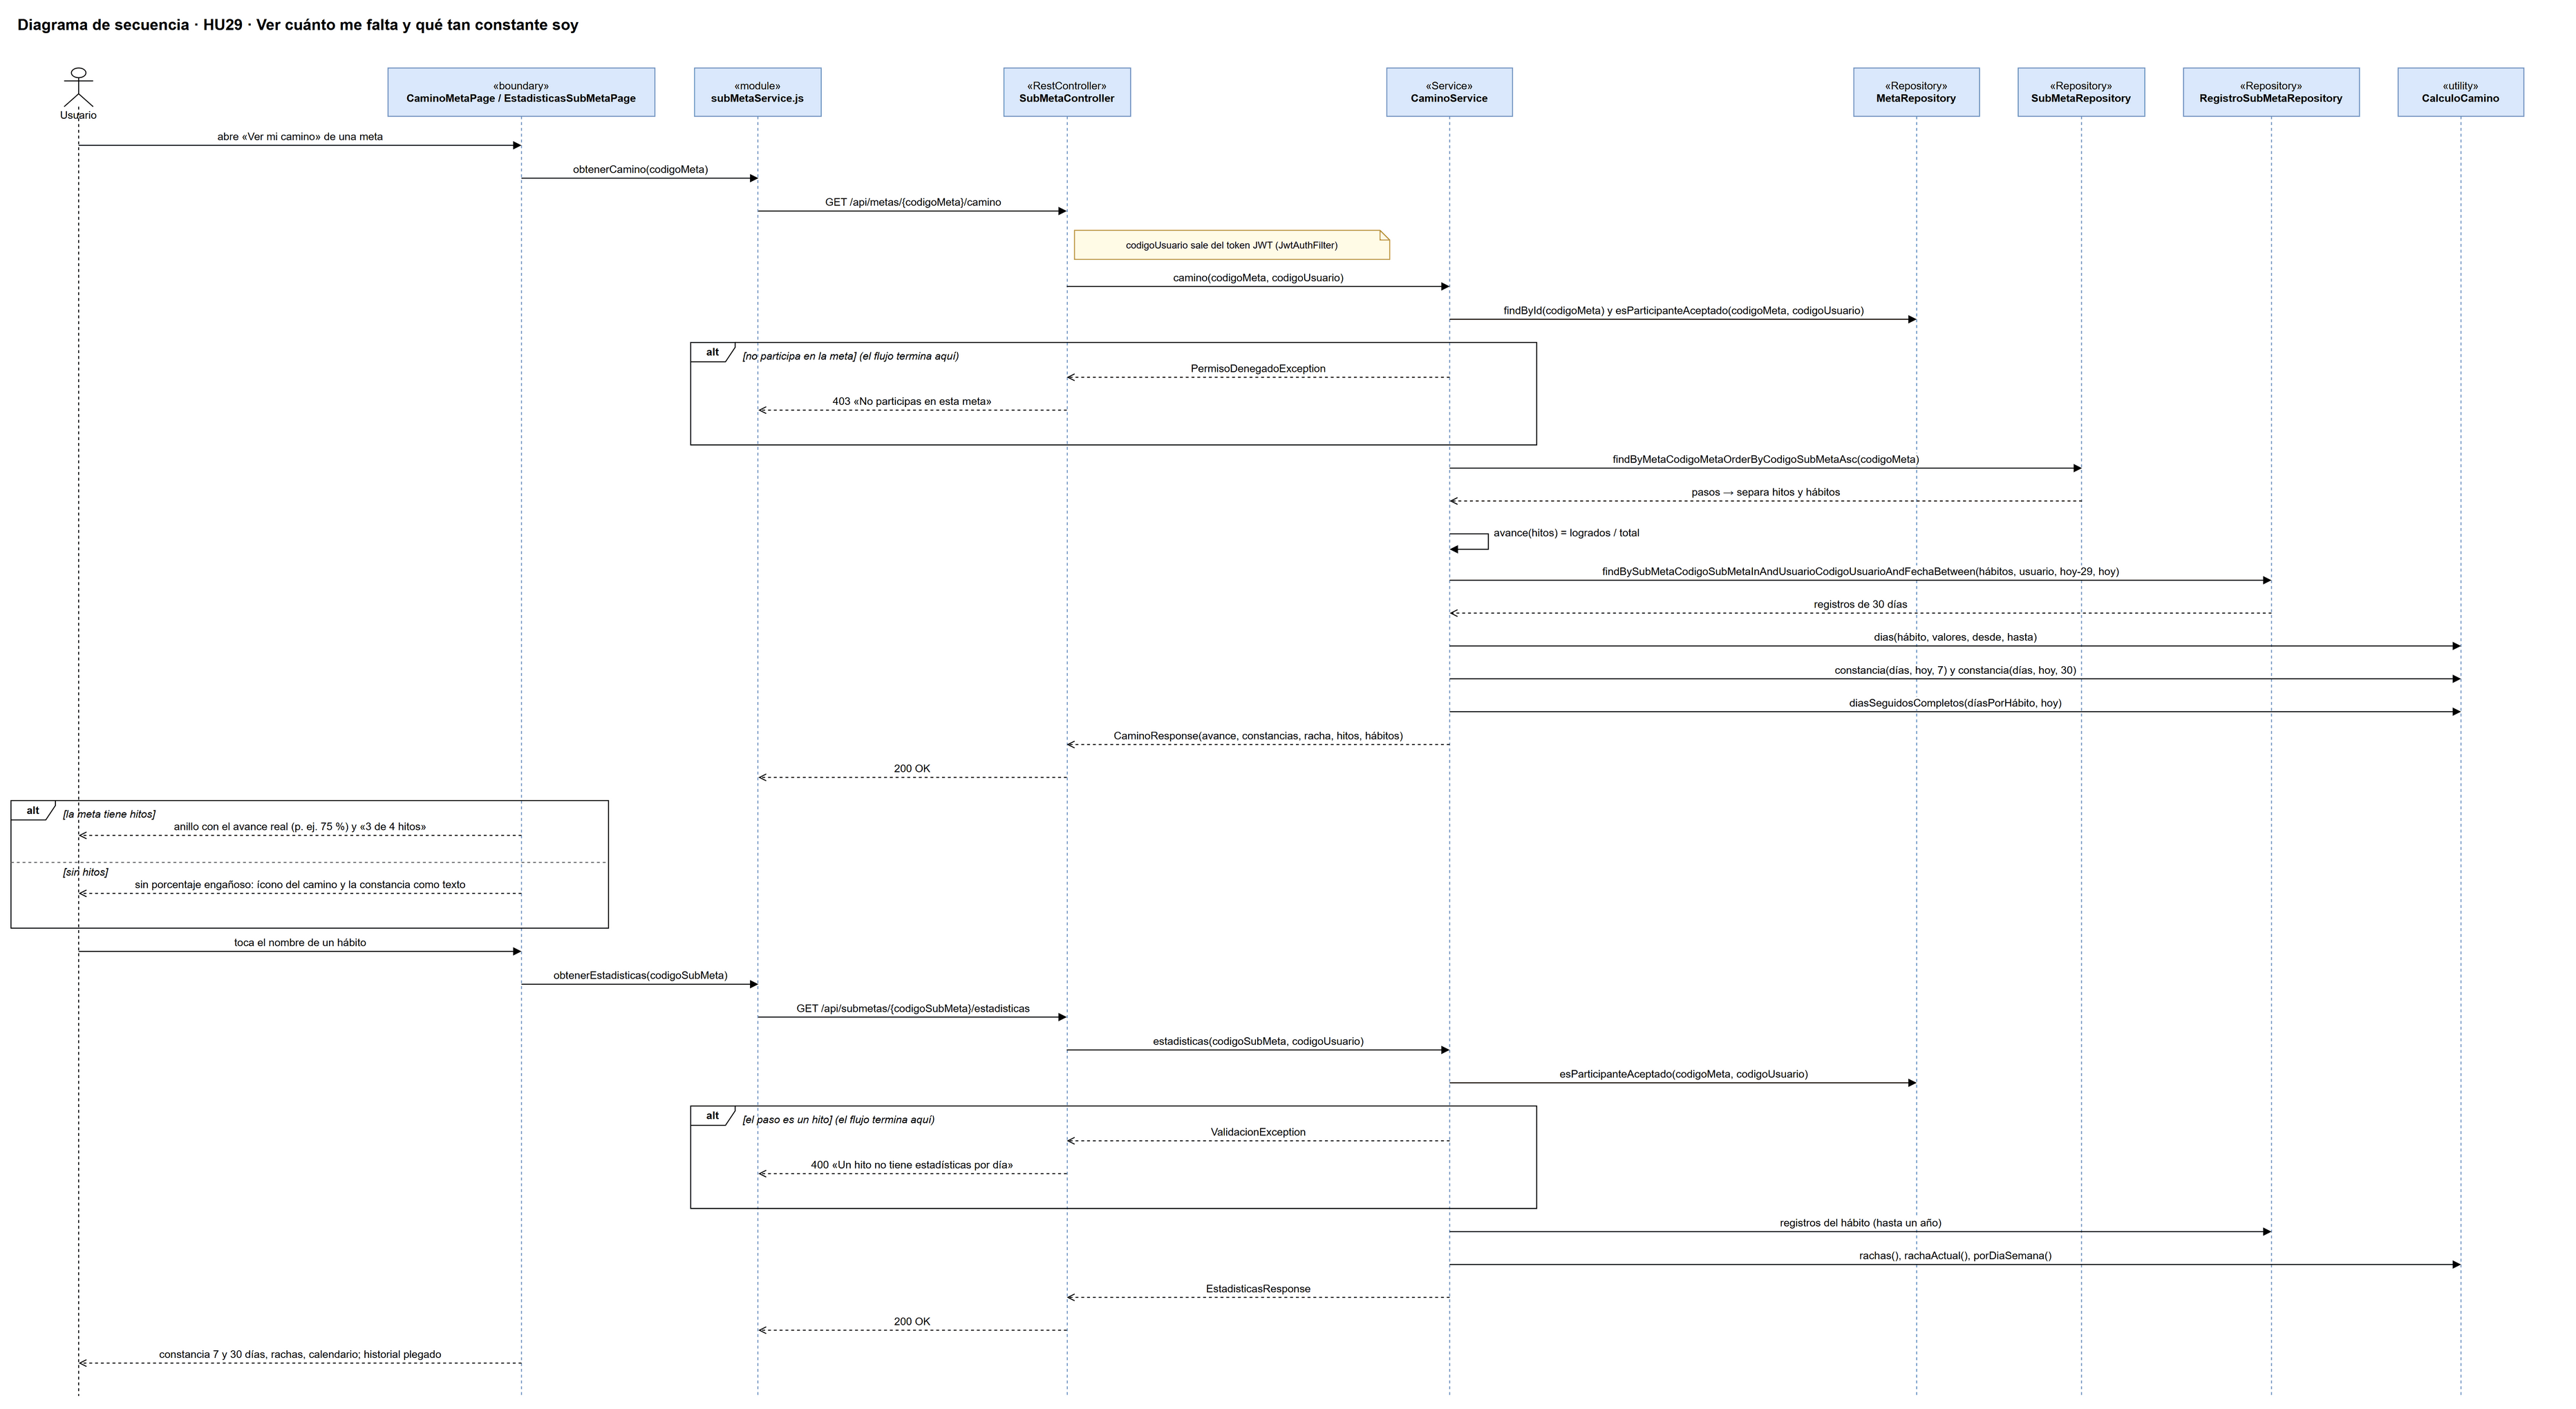 Diagrama de secuencia · HU29 · Ver cuánto me falta y qué tan constante soy
Usuario
«boundary»
CaminoMetaPage / EstadisticasSubMetaPage
«module»
subMetaService.js
«RestController»
SubMetaController
«Service»
CaminoService
«Repository»
MetaRepository
«Repository»
SubMetaRepository
«Repository»
RegistroSubMetaRepository
«utility»
CalculoCamino
abre «Ver mi camino» de una meta
obtenerCamino(codigoMeta)
GET /api/metas/{codigoMeta}/camino
codigoUsuario sale del token JWT (JwtAuthFilter)
camino(codigoMeta, codigoUsuario)
findById(codigoMeta) y esParticipanteAceptado(codigoMeta, codigoUsuario)
alt
[no participa en la meta] (el flujo termina aquí)
PermisoDenegadoException
403 «No participas en esta meta»
findByMetaCodigoMetaOrderByCodigoSubMetaAsc(codigoMeta)
pasos → separa hitos y hábitos
avance(hitos) = logrados / total
findBySubMetaCodigoSubMetaInAndUsuarioCodigoUsuarioAndFechaBetween(hábitos, usuario, hoy-29, hoy)
registros de 30 días
dias(hábito, valores, desde, hasta)
constancia(días, hoy, 7) y constancia(días, hoy, 30)
diasSeguidosCompletos(díasPorHábito, hoy)
CaminoResponse(avance, constancias, racha, hitos, hábitos)
200 OK
alt
[la meta tiene hitos]
anillo con el avance real (p. ej. 75 %) y «3 de 4 hitos»
[sin hitos]
sin porcentaje engañoso: ícono del camino y la constancia como texto
toca el nombre de un hábito
obtenerEstadisticas(codigoSubMeta)
GET /api/submetas/{codigoSubMeta}/estadisticas
estadisticas(codigoSubMeta, codigoUsuario)
esParticipanteAceptado(codigoMeta, codigoUsuario)
alt
[el paso es un hito] (el flujo termina aquí)
ValidacionException
400 «Un hito no tiene estadísticas por día»
registros del hábito (hasta un año)
rachas(), rachaActual(), porDiaSemana()
EstadisticasResponse
200 OK
constancia 7 y 30 días, rachas, calendario; historial plegado